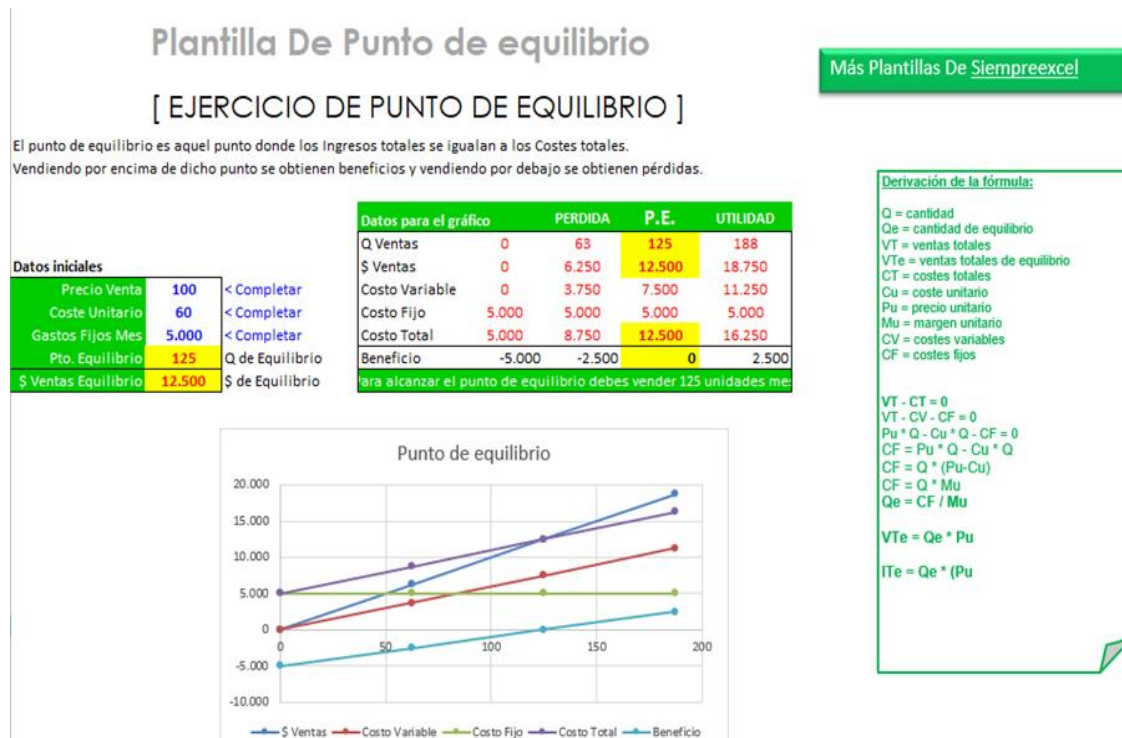 Plantilla De Punto de equilibrio
Más Plantillas De Siempreexcel
[ EJERCICIO DE PUNTO DE EQUILIBRIO ]
El punto de equilibrio es aquel punto donde los Ingresos totales se igualan a los Costes totales.
Vendiendo por encima de dicho punto se obtienen beneficios y vendiendo por debajo se obtienen pérdidas.
Datos iniciales
Precio Venta 100 < Completar
Coste Unitario 60 < Completar
Gastos Fijos Mes 5.000 < Completar
Pto. Equilibrio 125 Q de Equilibrio
$ Ventas Equilibrio 12.500 $ de Equilibrio
Datos para el gráfico PERDIDA P.E. UTILIDAD
Q Ventas 0 63 125 188
$ Ventas 0 6.250 12.500 18.750
Costo Variable 0 3.750 7.500 11.250
Costo Fijo 5.000 5.000 5.000 5.000
Costo Total 5.000 8.750 12.500 16.250
Beneficio -5.000 -2.500 0 2.500
ara alcanzar el punto de equilibrio debes vender 125 unidades me
Punto de equilibrio
20.000
15.000
10.000
5.000
0
-5.000
-10.000
0 50 100 150 200
$ Ventas Costo Variable Costo Fijo Costo Total Beneficio
Derivación de la fórmula:
Q = cantidad
Qe = cantidad de equilibrio
VT = ventas totales
VTe = ventas totales de equilibrio
CT = costes totales
Cu = coste unitario
Pu = precio unitario
Mu = margen unitario
CV = costes variables
CF = costes fijos
VT - CT = 0
VT - CV - CF = 0
Pu * Q - Cu * Q - CF = 0
CF = Pu * Q - Cu * Q
CF = Q * (Pu-Cu)
CF = Q * Mu
Qe = CF / Mu
VTe = Qe * Pu
ITe = Qe * (Pu